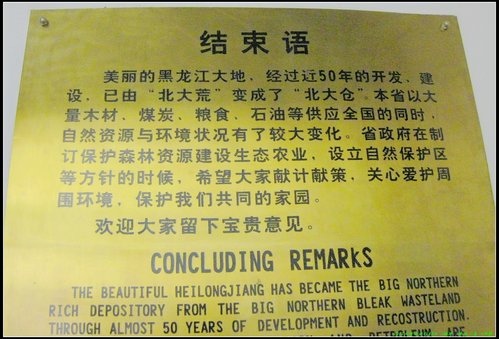 结束语
美丽的黑龙江大地，经过近50年的开发、建
设，已由“北大荒”变成了“北大仓”。本省以大
量木材、煤炭、粮食、石油等供应全国的同时，
自然资源与环境状况有了较大变化。省政府在制
订保护森林资源建设生态农业，设立自然保护区
等方针的时候，希望大家献计献策，关心爱护周
围环境，保护我们共同的家园。
欢迎大家留下宝贵意见。
CONCLUDING REMARKS
THE BEAUTIFUL HEILONGJIANG HAS BECAME THE BIG NORTHERN
RICH DEPOSITORY FROM THE BIG NORTHERN BLEAK WASTELAND
THROUGH ALMOST 50 YEARS OF DEVELOPMENT AND RECOSTRUCTION.
AND PETROLEUM ARE